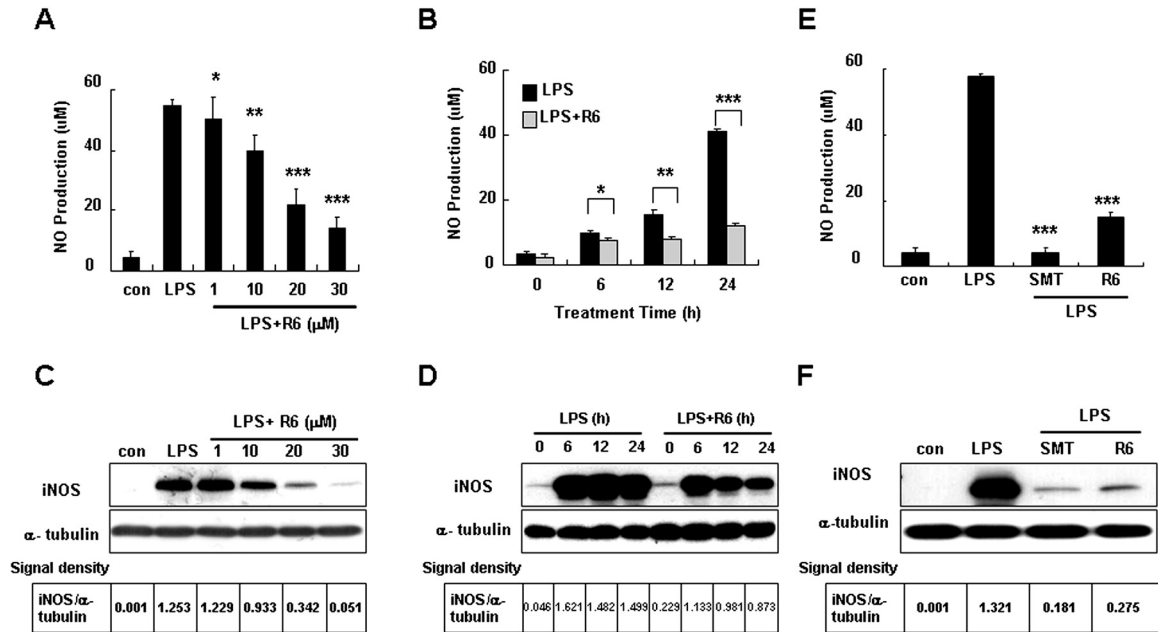 A
NO Production (uM)
60
40
20
0
*
**
***
***
con LPS 1 10 20 30
LPS+R6 (μM)
B
NO Production (uM)
60
40
20
0
LPS
LPS+R6
*
**
***
0 6 12 24
Treatment Time (h)
E
NO Production (uM)
60
40
20
0
***
***
con LPS SMT R6
LPS
C
LPS+ R6 (μM)
con LPS 1 10 20 30
iNOS
α- tubulin
Signal density
iNOS/α-
tubulin
0.001 1.253 1.229 0.933 0.342 0.051
D
LPS (h) LPS+R6 (h)
0 6 12 24 0 6 12 24
iNOS
α- tubulin
Signal density
iNOS/α-
tubulin
0.046 1.621 1.482 1.499 0.229 1.133 0.981 0.873
F
LPS
con LPS SMT R6
iNOS
α-tubulin
Signal density
iNOS/α-
tubulin
0.001 1.321 0.181 0.275